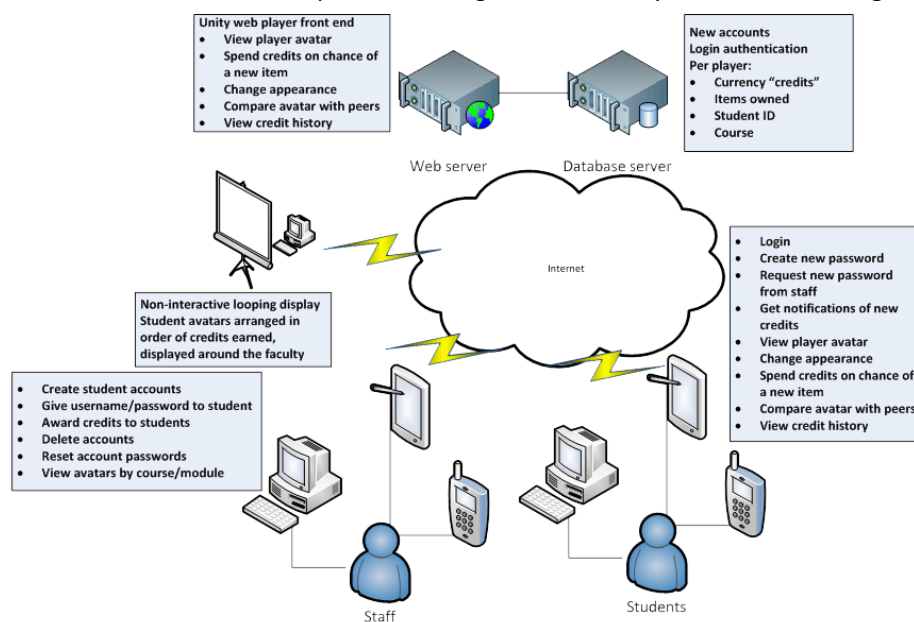 Unity web player front end
• View player avatar
• Spend credits on chance of
a new item
• Change appearance
• Compare avatar with peers
• View credit history
New accounts
Login authentication
Per player:
• Currency “credits”
• Items owned
• Student ID
• Course
Web server
Database server
Internet
Non-interactive looping display
Student avatars arranged in
order of credits earned,
displayed around the faculty
• Login
• Create new password
• Request new password
from staff
• Get notifications of new
credits
• View player avatar
• Change appearance
• Spend credits on chance of
a new item
• Compare avatar with peers
• View credit history
• Create student accounts
• Give username/password to student
• Award credits to students
• Delete accounts
• Reset account passwords
• View avatars by course/module
Staff
Students